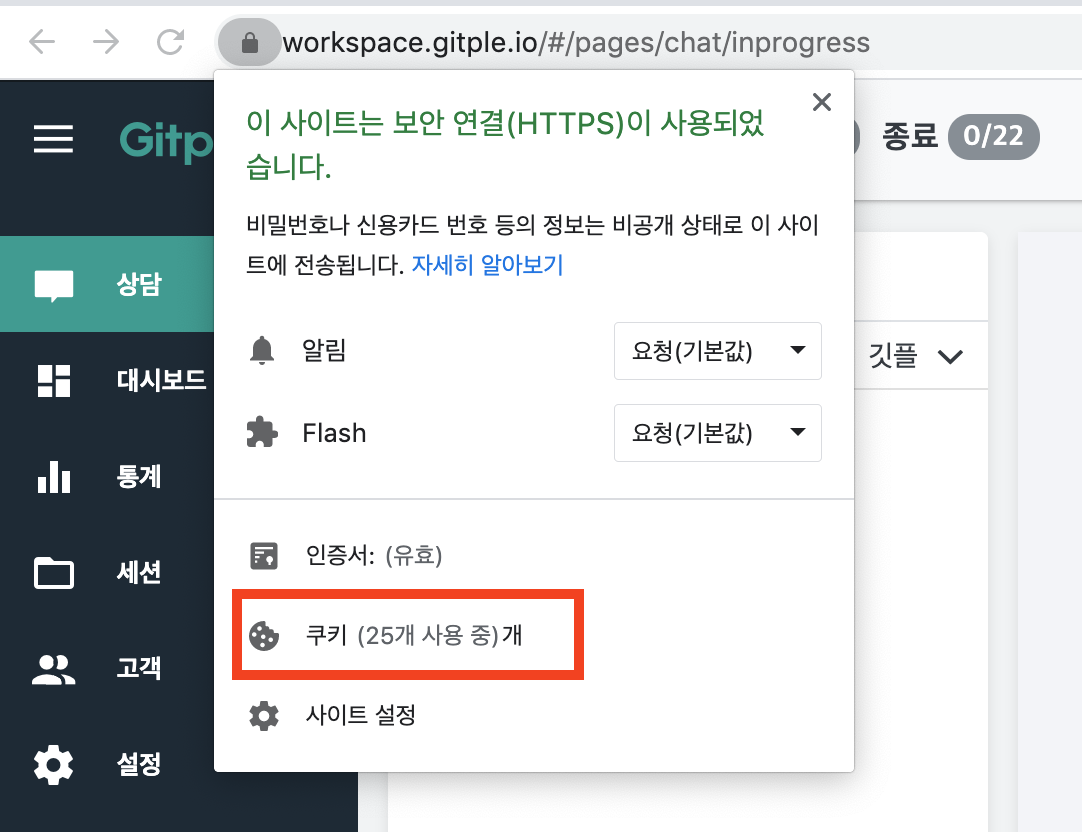 workspace.gitple.io/#/pages/chat/inprogress
Gitp
종료 0/22
이 사이트는 보안 연결(HTTPS)이 사용되었
습니다.
비밀번호나 신용카드 번호 등의 정보는 비공개 상태로 이 사이
트에 전송됩니다. 자세히 알아보기
상담
대시보드
통계
세션
고객
설정
알림 요청(기본값)
Flash 요청(기본값)
깃플
인증서: (유효)
쿠키 (25개 사용 중)개
사이트 설정